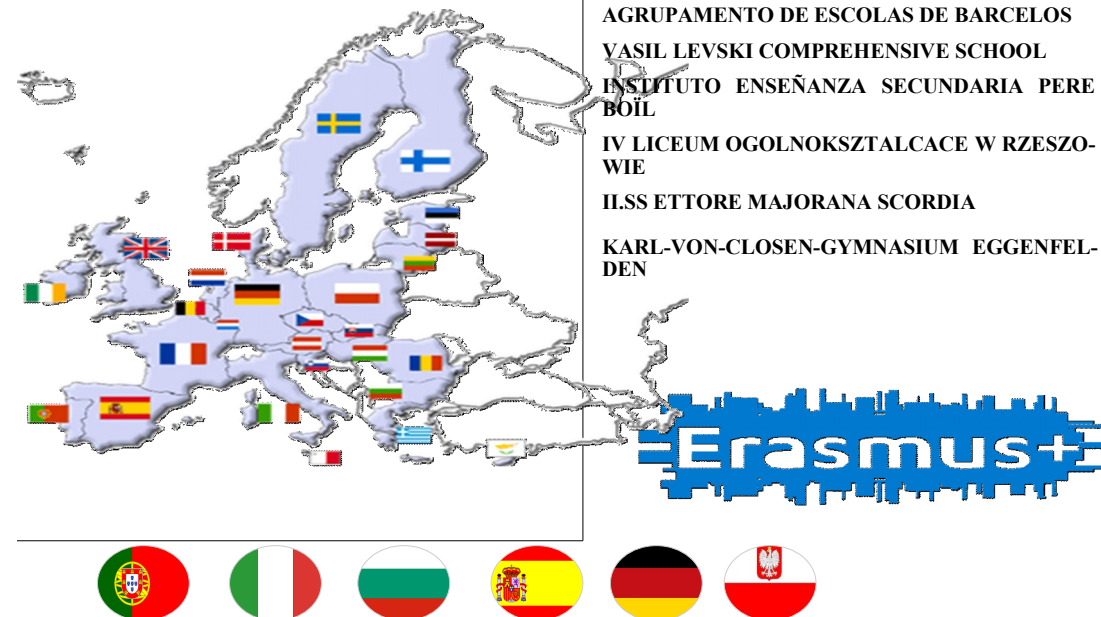 AGRUPAMENTO DE ESCOLAS DE BARCELOS
VASIL LEVSKI COMPREHENSIVE SCHOOL
INSTITUTO ENSEÑANZA SECUNDARIA PERE
BOÏL
IV LICEUM OGOLNOKSZTALCACE W RZESZO-
WIE
II.SS ETTORE MAJORANA SCORDIA
KARL-VON-CLOSEN-GYMNASIUM EGGENFEL-
DEN
Erasmus+